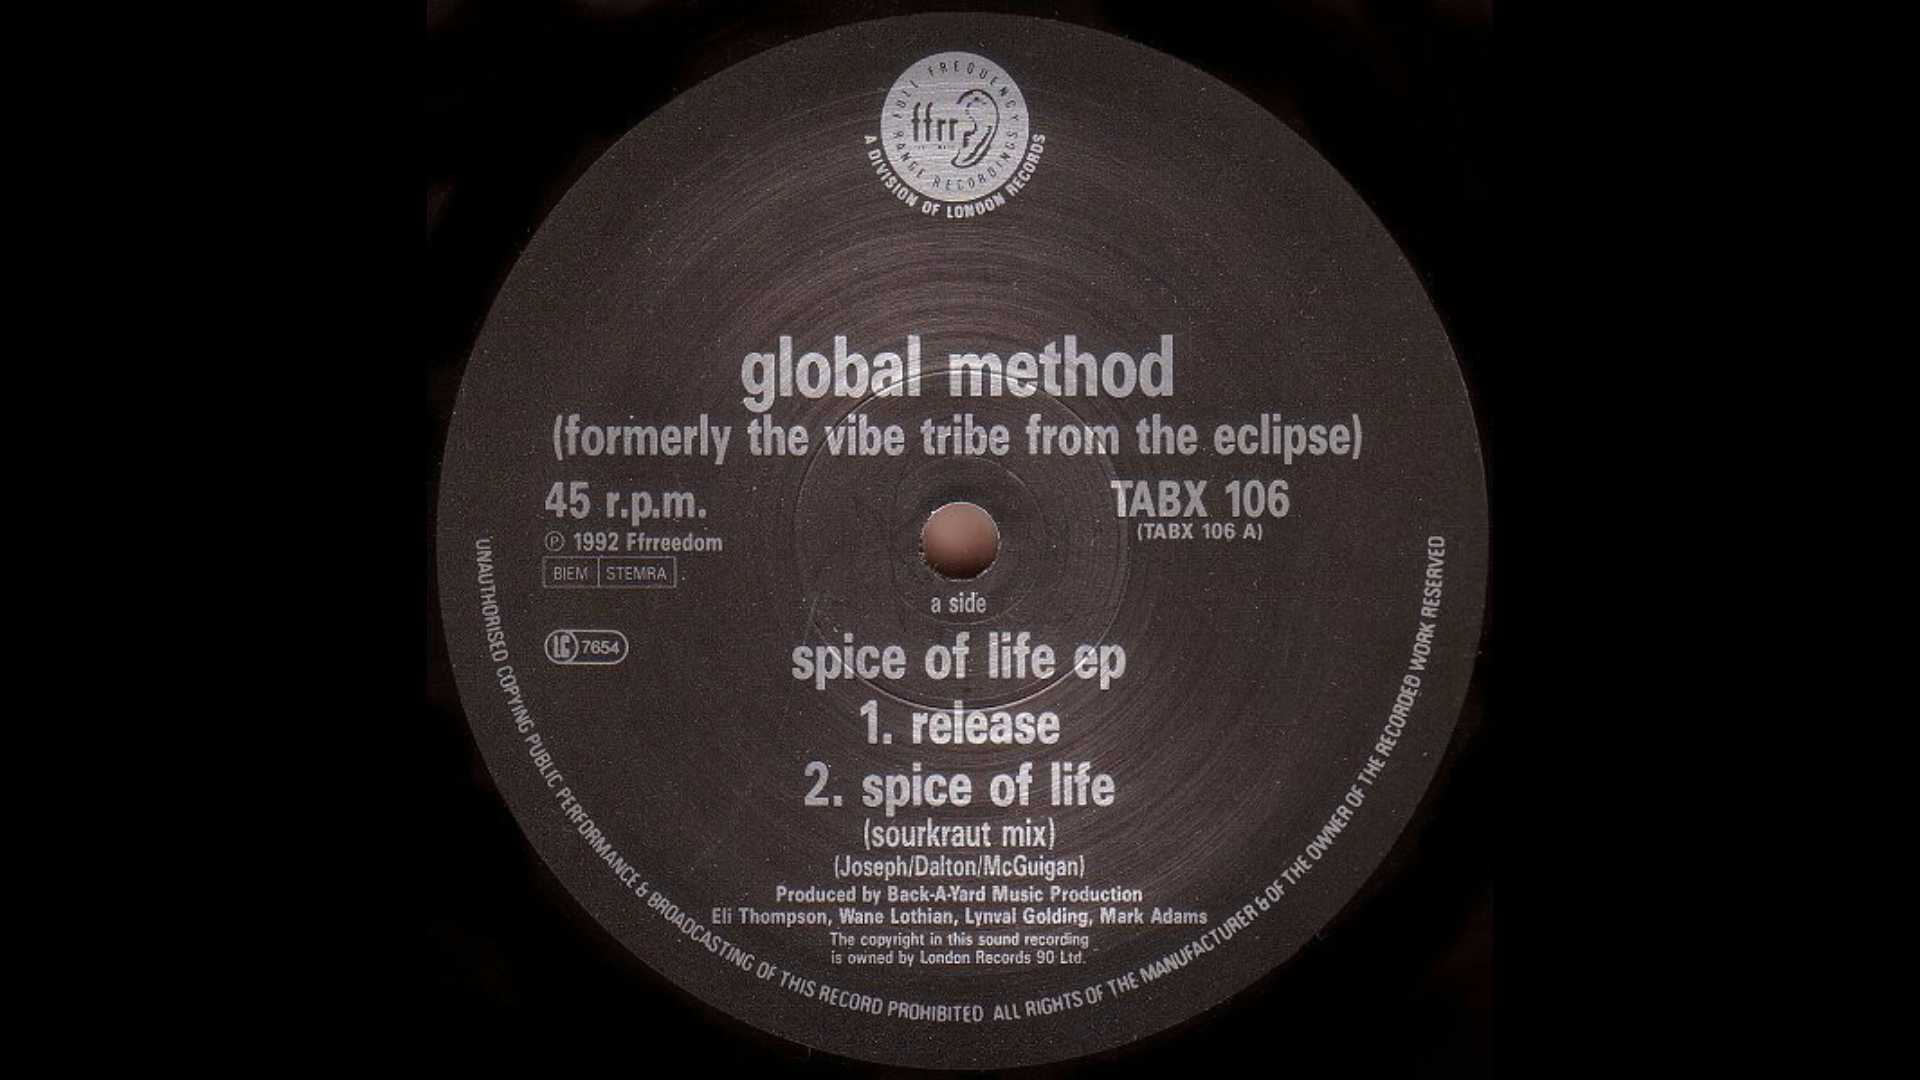 FULL FREQUENCY RANGE RECORDINGS
ffrr
A DIVISION OF LONDON RECORDS
global method
(formerly the vibe tribe from the eclipse)
45 r.p.m.
TABX 106
(TABX 106 A)
℗ 1992 Ffrreedom
BIEM STEMRA
LC 7654
a side
spice of life ep
1. release
2. spice of life
(sourkraut mix)
(Joseph/Dalton/McGuigan)
Produced by Back-A-Yard Music Production
Eli Thompson, Wane Lothian, Lynval Golding, Mark Adams
The copyright in this sound recording
is owned by London Records 90 Ltd.
UNAUTHORISED COPYING PUBLIC PERFORMANCE & BROADCASTING OF THIS RECORD PROHIBITED ALL RIGHTS OF THE MANUFACTURER & OF THE OWNER OF THE RECORDED WORK RESERVED